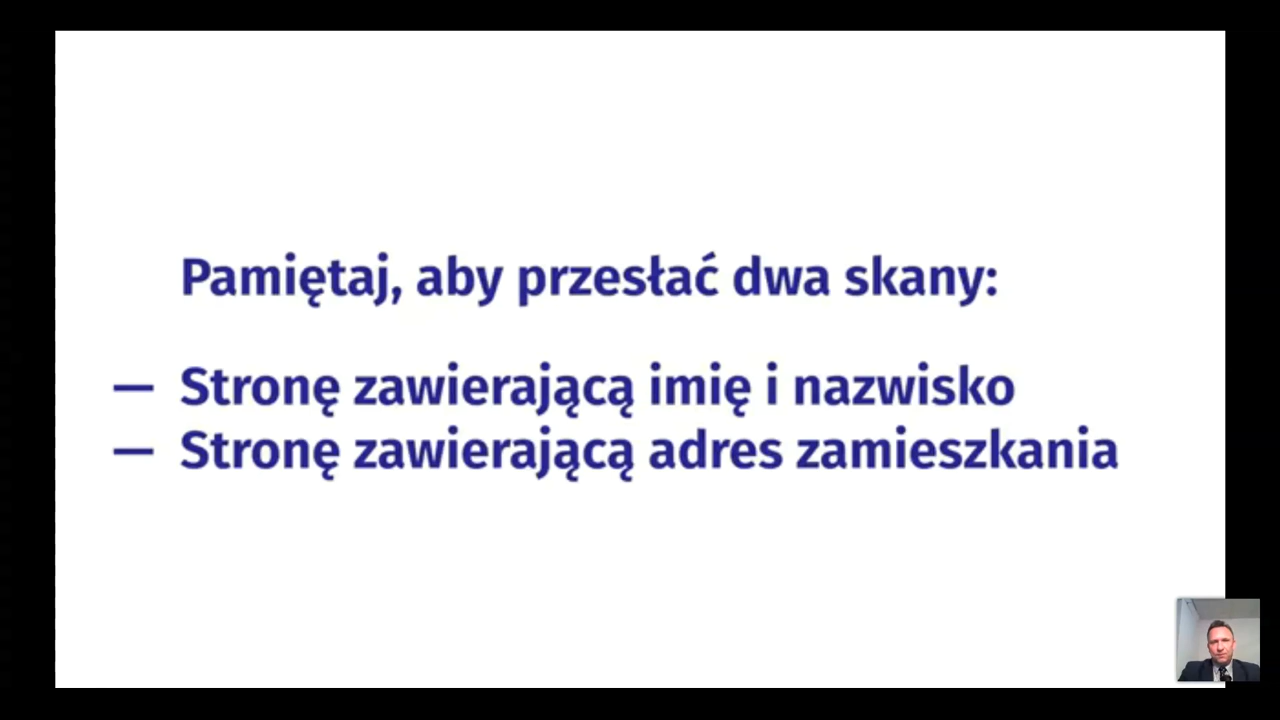 Pamiętaj, aby przesłać dwa skany:
— Stronę zawierającą imię i nazwisko
— Stronę zawierającą adres zamieszkania